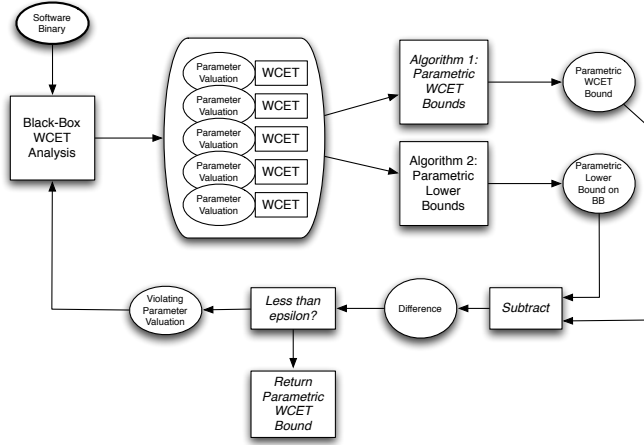 Software
Binary
Black-Box
WCET
Analysis
Parameter
Valuation
WCET
Parameter
Valuation
WCET
Parameter
Valuation
WCET
Parameter
Valuation
WCET
Parameter
Valuation
WCET
Algorithm 1:
Parametric
WCET
Bounds
Parametric
WCET
Bound
Algorithm 2:
Parametric
Lower
Bounds
Parametric
Lower
Bound on
BB
Violating
Parameter
Valuation
Less than
epsilon?
Difference
Subtract
Return
Parametric
WCET
Bound